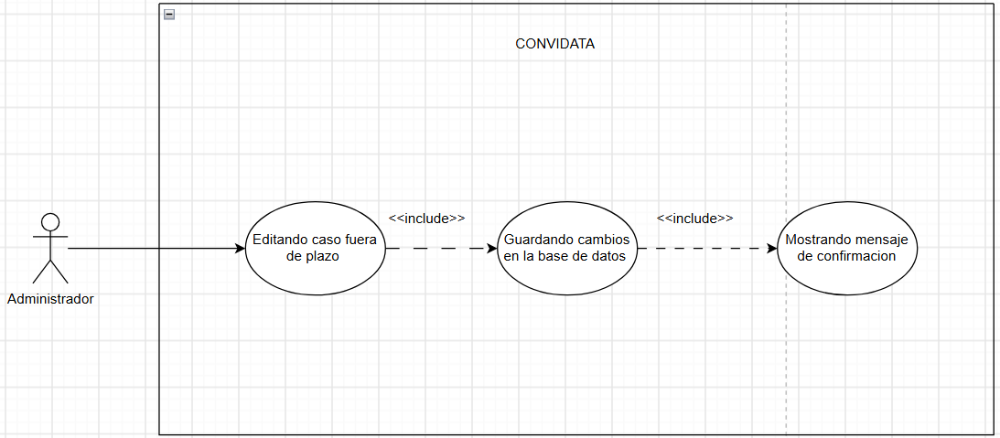 CONVIDATA
<<include>>
<<include>>
Editando caso fuera
de plazo
Guardando cambios
en la base de datos
Mostrando mensaje
de confirmacion
Administrador